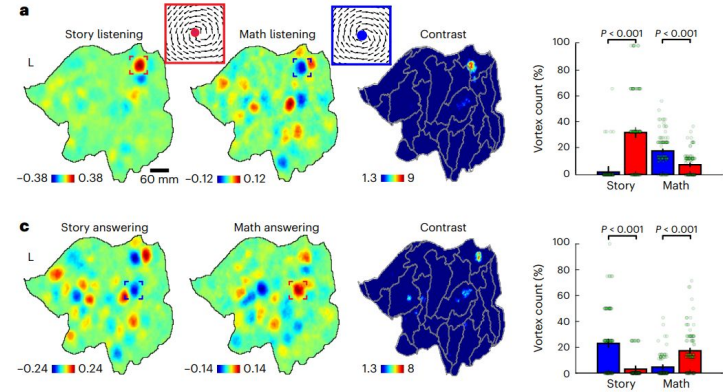 a
Story listening
Math listening
Contrast
L
−0.38 0.38
60 mm
−0.12 0.12
1.3 9
Vortex count (%)
100
80
60
40
20
0
P < 0.001
P < 0.001
Story
Math
c
Story answering
Math answering
Contrast
L
−0.24 0.24
−0.14 0.14
1.3 8
Vortex count (%)
100
80
60
40
20
0
P < 0.001
P < 0.001
Story
Math